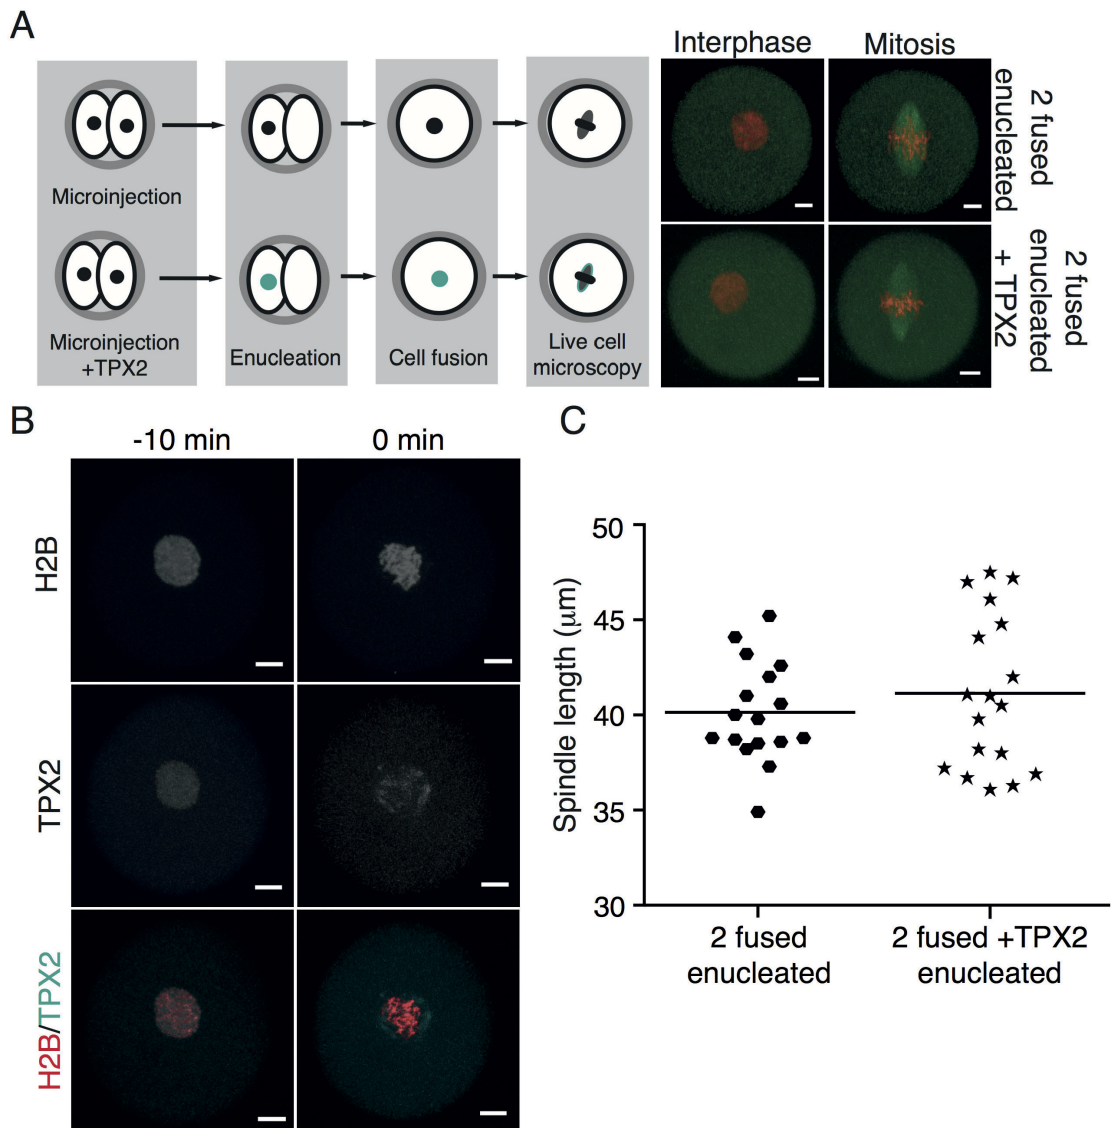 A
Interphase
Mitosis
Microinjection
Microinjection
+TPX2
Enucleation
Cell fusion
Live cell
microscopy
2 fused
enucleated
2 fused
enucleated
+ TPX2
B
-10 min
0 min
H2B
TPX2
H2B/TPX2
C
Spindle length (μm)
50
45
40
35
30
2 fused
enucleated
2 fused +TPX2
enucleated